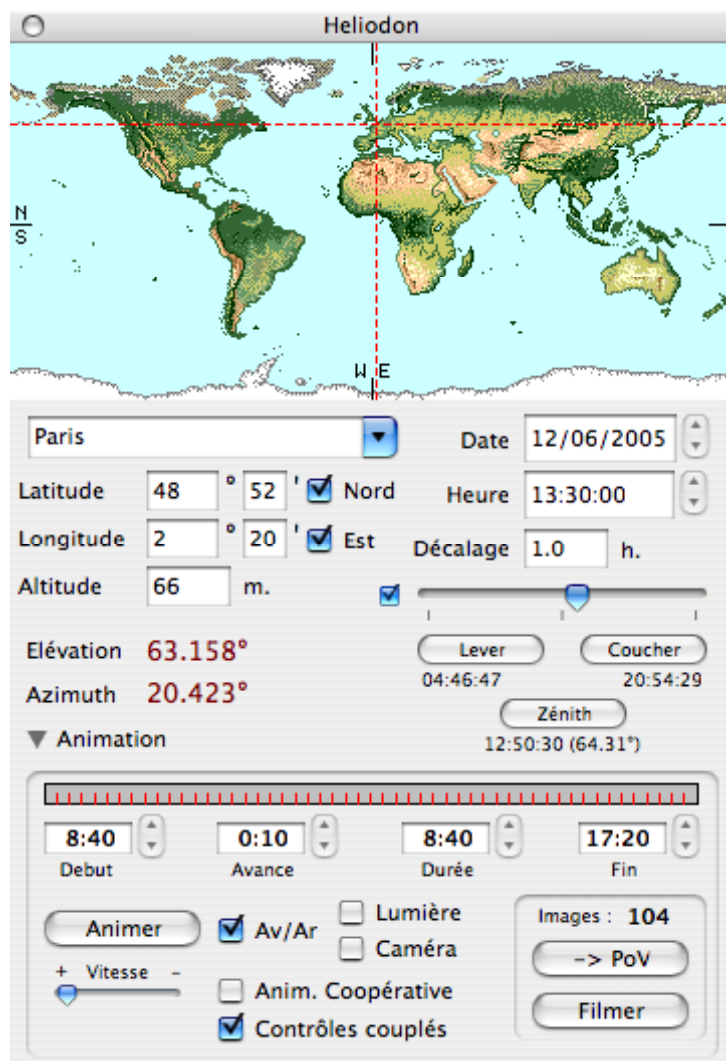 Heliodon
N
S
W E
Paris
Date 12/06/2005
Latitude 48 ° 52 ' Nord
Heure 13:30:00
Longitude 2 ° 20 ' Est
Décalage 1.0 h.
Altitude 66 m.
Elévation 63.158°
Azimuth 20.423°
Lever Coucher
04:46:47 20:54:29
Zénith
12:50:30 (64.31°)
Animation
8:40 0:10 8:40 17:20
Debut Avance Durée Fin
Animer
Av/Ar
Lumière
Caméra
Images : 104
+ Vitesse -
-> PoV
Anim. Coopérative
Filmer
Contrôles couplés